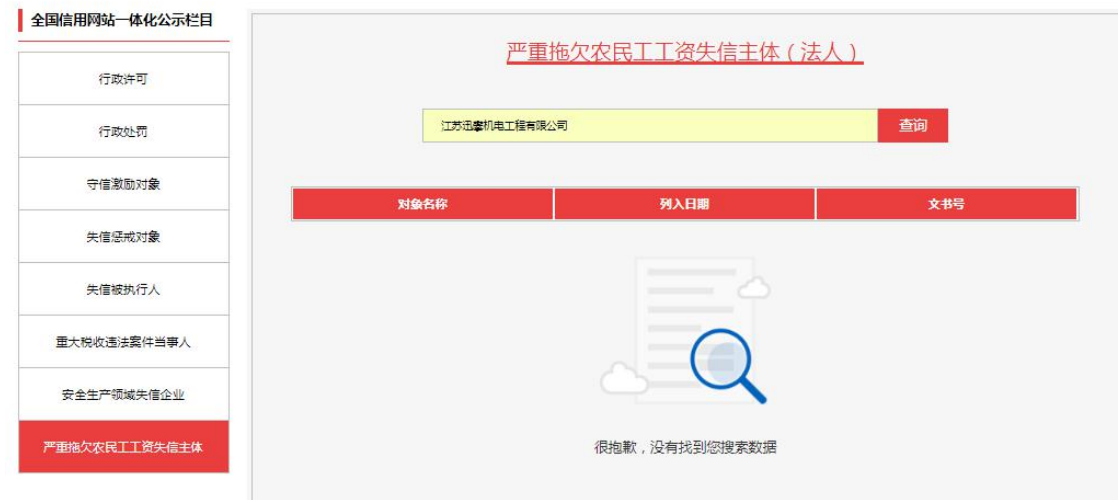 全国信用网站一体化公示栏目
行政许可
行政处罚
守信激励对象
失信惩戒对象
失信被执行人
重大税收违法案件当事人
安全生产领域失信企业
严重拖欠农民工工资失信主体
严重拖欠农民工工资失信主体（法人）
江苏迅摩机电工程有限公司 查询
对象名称 列入日期 文书号
很抱歉，没有找到您搜索数据